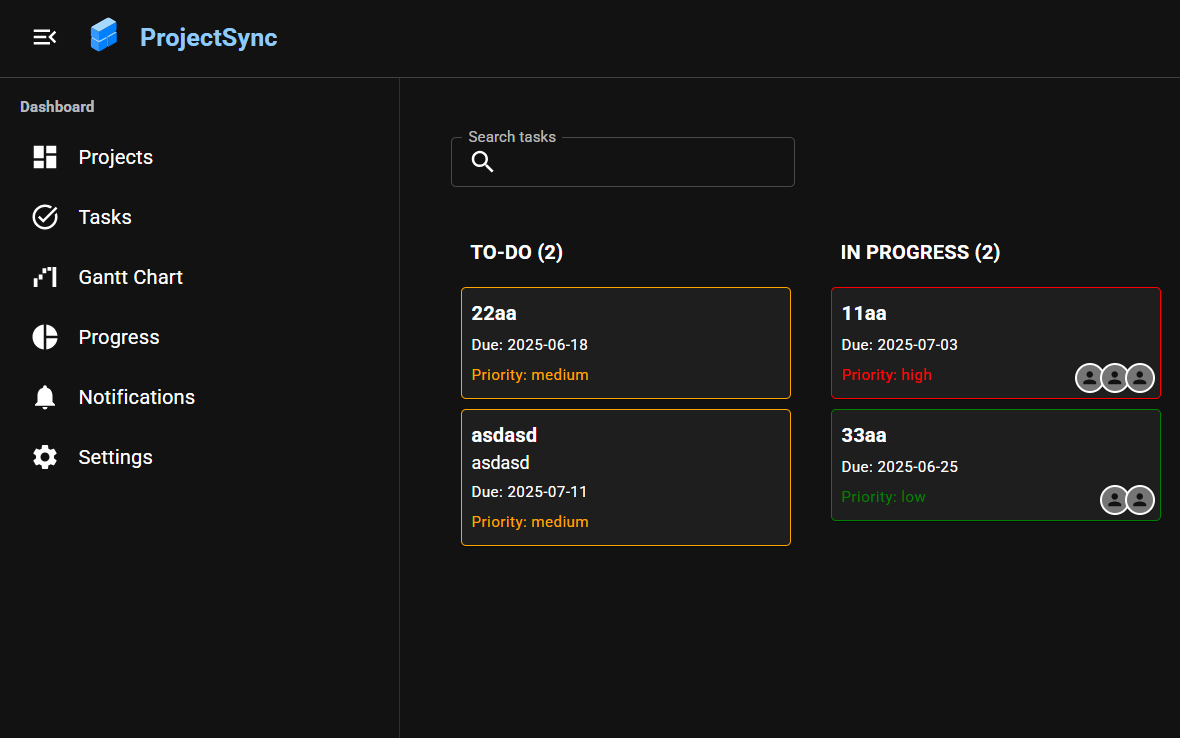 ProjectSync
Dashboard
Projects
Tasks
Gantt Chart
Progress
Notifications
Settings
Search tasks
TO-DO (2)
22aa
Due: 2025-06-18
Priority: medium
asdasd
asdasd
Due: 2025-07-11
Priority: medium
IN PROGRESS (2)
11aa
Due: 2025-07-03
Priority: high
33aa
Due: 2025-06-25
Priority: low